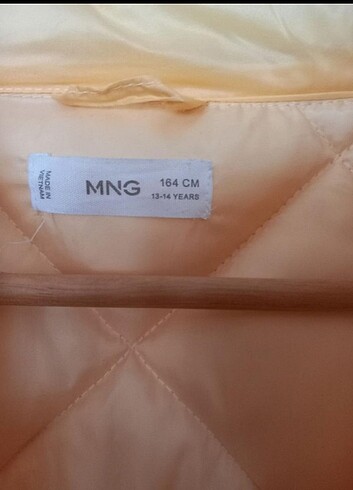 MADE IN
VIETNAM
MNG
164 CM
13-14 YEARS